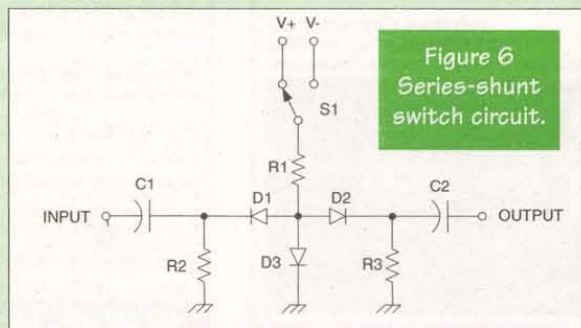 V+ V-
Figure 6
Series-shunt
switch circuit.
S1
R1
C1
D1
D2
C2
INPUT
OUTPUT
R2
D3
R3